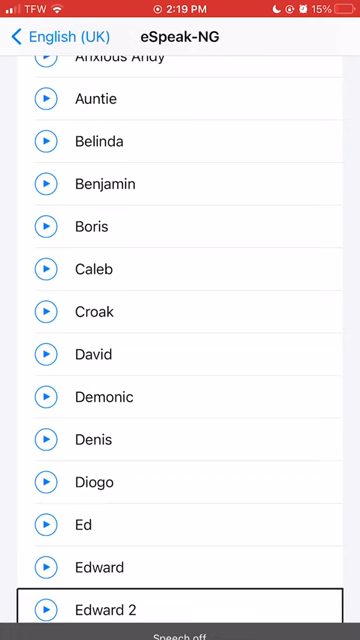 TFW 2:19 PM 15%
English (UK) eSpeak-NG
Anxious Andy
Auntie
Belinda
Benjamin
Boris
Caleb
Croak
David
Demonic
Denis
Diogo
Ed
Edward
Edward 2
Speech off